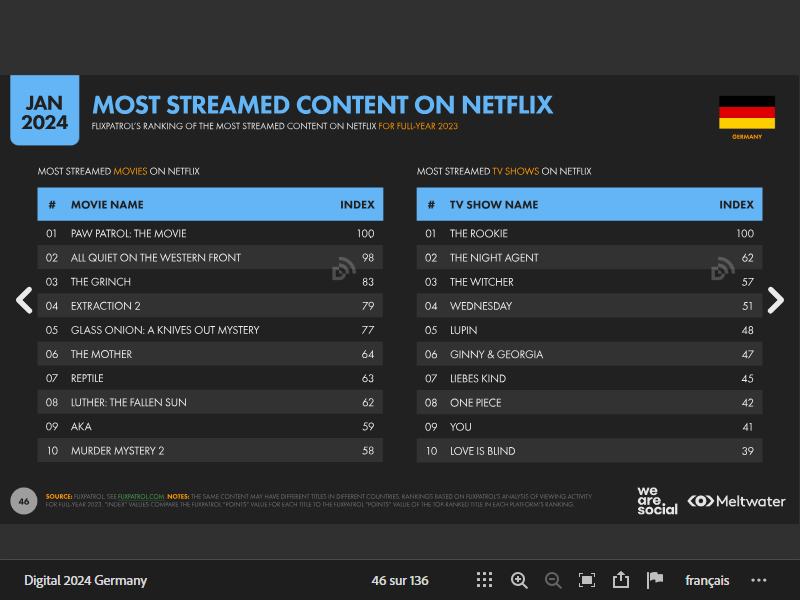 JAN
2024
MOST STREAMED CONTENT ON NETFLIX
FLIXPATROL'S RANKING OF THE MOST STREAMED CONTENT ON NETFLIX FOR FULL-YEAR 2023
GERMANY
MOST STREAMED MOVIES ON NETFLIX
# MOVIE NAME INDEX
01 PAW PATROL: THE MOVIE 100
02 ALL QUIET ON THE WESTERN FRONT 98
03 THE GRINCH 83
04 EXTRACTION 2 79
05 GLASS ONION: A KNIVES OUT MYSTERY 77
06 THE MOTHER 64
07 REPTILE 63
08 LUTHER: THE FALLEN SUN 62
09 AKA 59
10 MURDER MYSTERY 2 58
MOST STREAMED TV SHOWS ON NETFLIX
# TV SHOW NAME INDEX
01 THE ROOKIE 100
02 THE NIGHT AGENT 62
03 THE WITCHER 57
04 WEDNESDAY 51
05 LUPIN 48
06 GINNY & GEORGIA 47
07 LIEBES KIND 45
08 ONE PIECE 42
09 YOU 41
10 LOVE IS BLIND 39
46
SOURCE: FLIXPATROL. SEE FLIXPATROL.COM. NOTES: THE SAME CONTENT MAY HAVE DIFFERENT TITLES IN DIFFERENT COUNTRIES. RANKINGS BASED ON FLIXPATROL'S ANALYSIS OF VIEWING ACTIVITY
FOR FULL-YEAR 2023. "INDEX" VALUES COMPARE THE FLIXPATROL "POINTS" VALUE FOR EACH TITLE TO THE FLIXPATROL "POINTS" VALUE OF THE TOP-RANKED TITLE IN EACH PLATFORM'S RANKING.
we
are
social
Meltwater
Digital 2024 Germany
46 sur 136
français